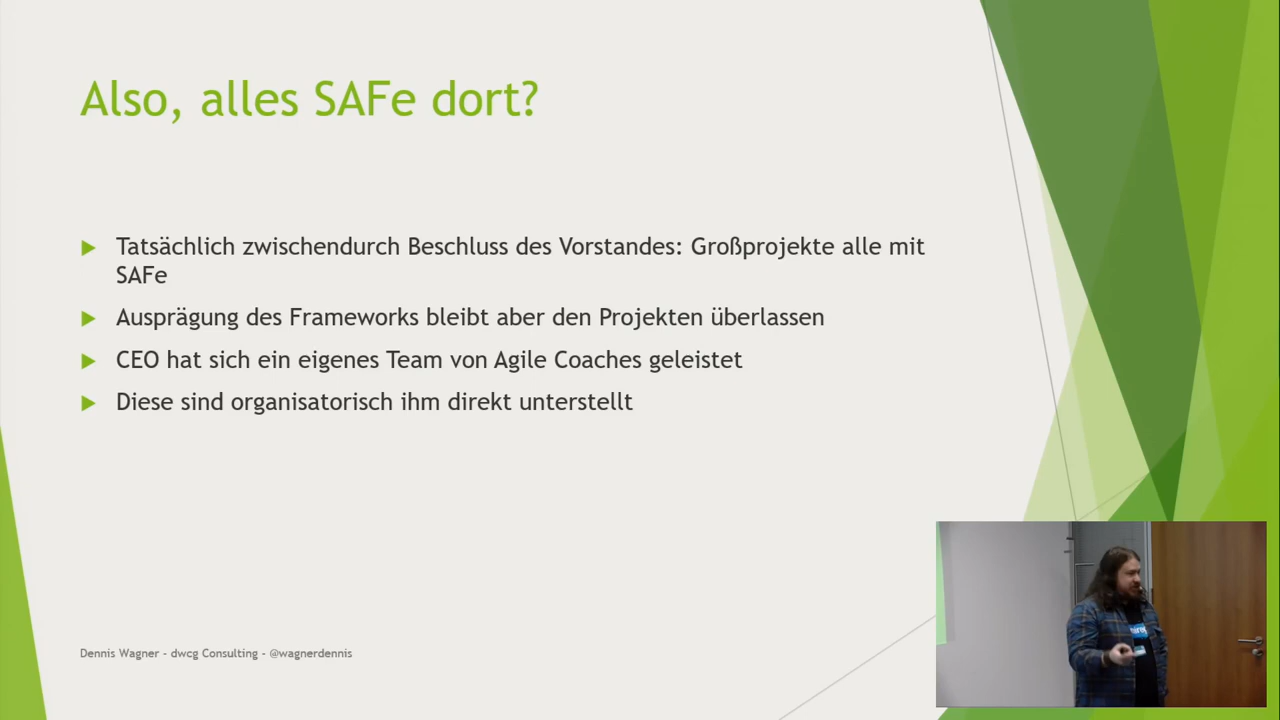 Also, alles SAFe dort?
Tatsächlich zwischendurch Beschluss des Vorstandes: Großprojekte alle mit
SAFe
Ausprägung des Frameworks bleibt aber den Projekten überlassen
CEO hat sich ein eigenes Team von Agile Coaches geleistet
Diese sind organisatorisch ihm direkt unterstellt
Dennis Wagner - dwcg Consulting - @wagnerdennis